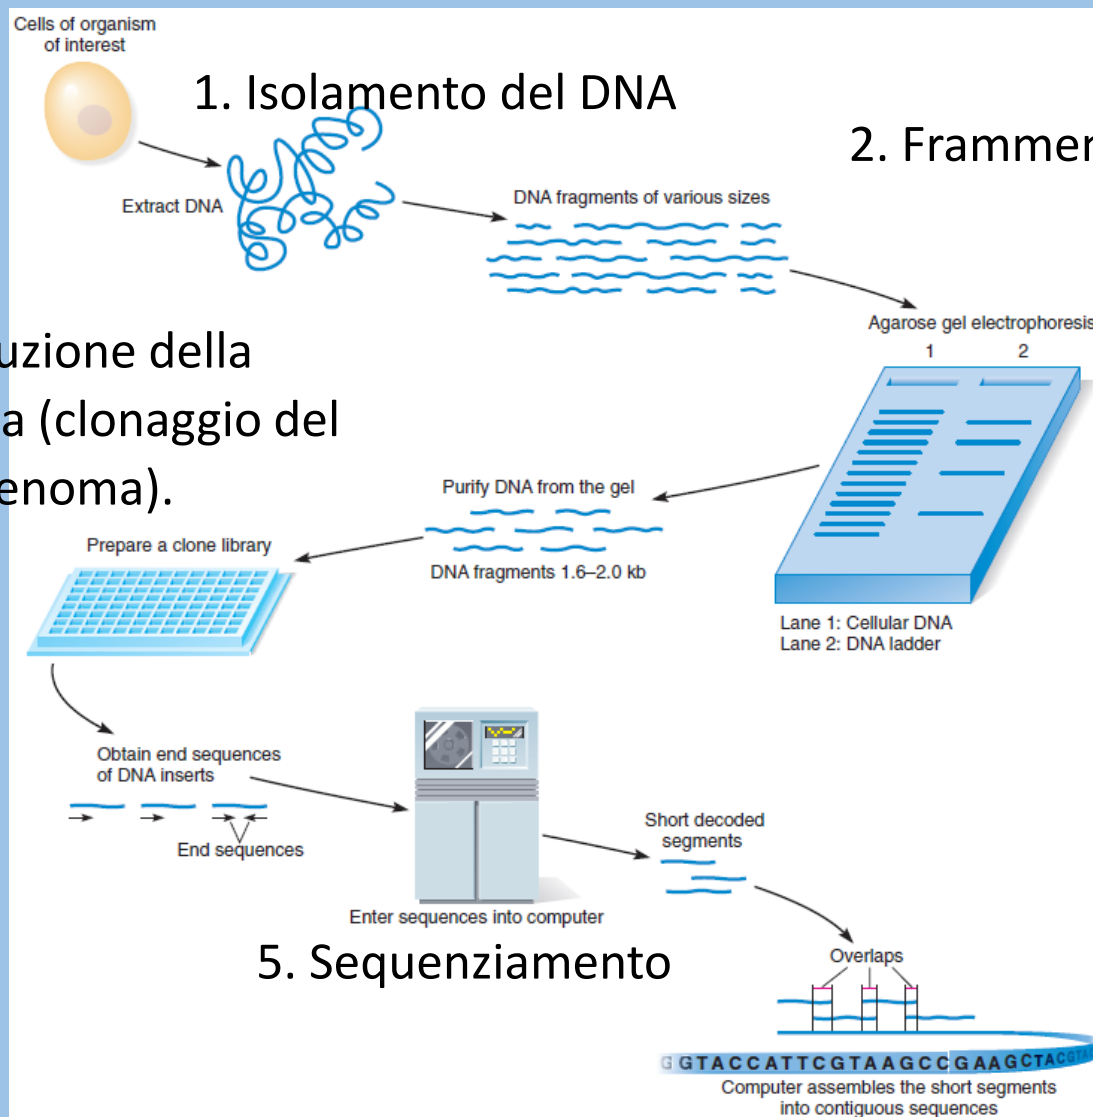 Cells of organism
of interest
1. Isolamento del DNA
2. Frammen
Extract DNA
DNA fragments of various sizes
Agarose gel electrophoresis
1 2
uzione della
a (clonaggio del
enoma).
Purify DNA from the gel
DNA fragments 1.6–2.0 kb
Prepare a clone library
Lane 1: Cellular DNA
Lane 2: DNA ladder
Obtain end sequences
of DNA inserts
End sequences
Enter sequences into computer
Short decoded
segments
5. Sequenziamento
Overlaps
GGTACCATTCGTAAGCCGAAGCTACGTA
Computer assembles the short segments
into contiguous sequences